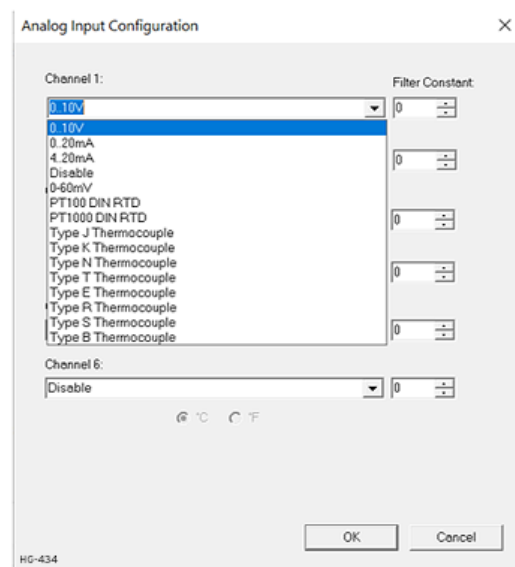 Analog Input Configuration
Channel 1:
Filter Constant:
0..10V
0
0..10V
0..20mA
4..20mA
0
Disable
0-60mV
PT100 DIN RTD
PT1000 DIN RTD
0
Type J Thermocouple
Type K Thermocouple
Type N Thermocouple
0
Type T Thermocouple
Type E Thermocouple
Type R Thermocouple
Type S Thermocouple
0
Type B Thermocouple
Channel 6:
Disable
0
°C °F
OK Cancel
HG-434